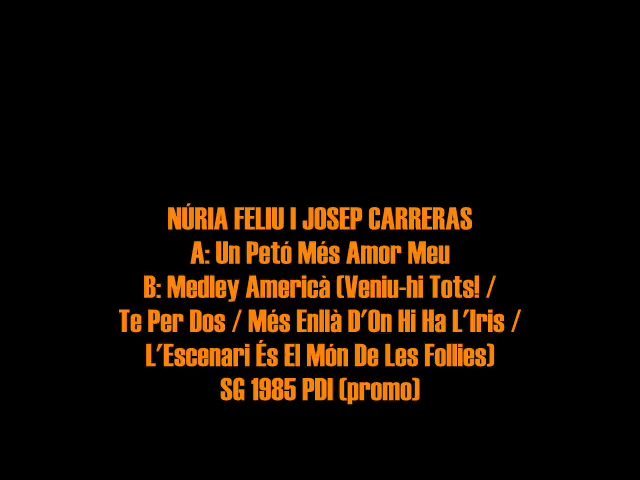 NÚRIA FELIU I JOSEP CARRERAS
A: Un Petó Més Amor Meu
B: Medley Americà (Veniu-hi Tots! /
Te Per Dos / Més Enllà D'On Hi Ha L'Iris /
L'Escenari És El Món De Les Follies)
SG 1985 PDI (promo)